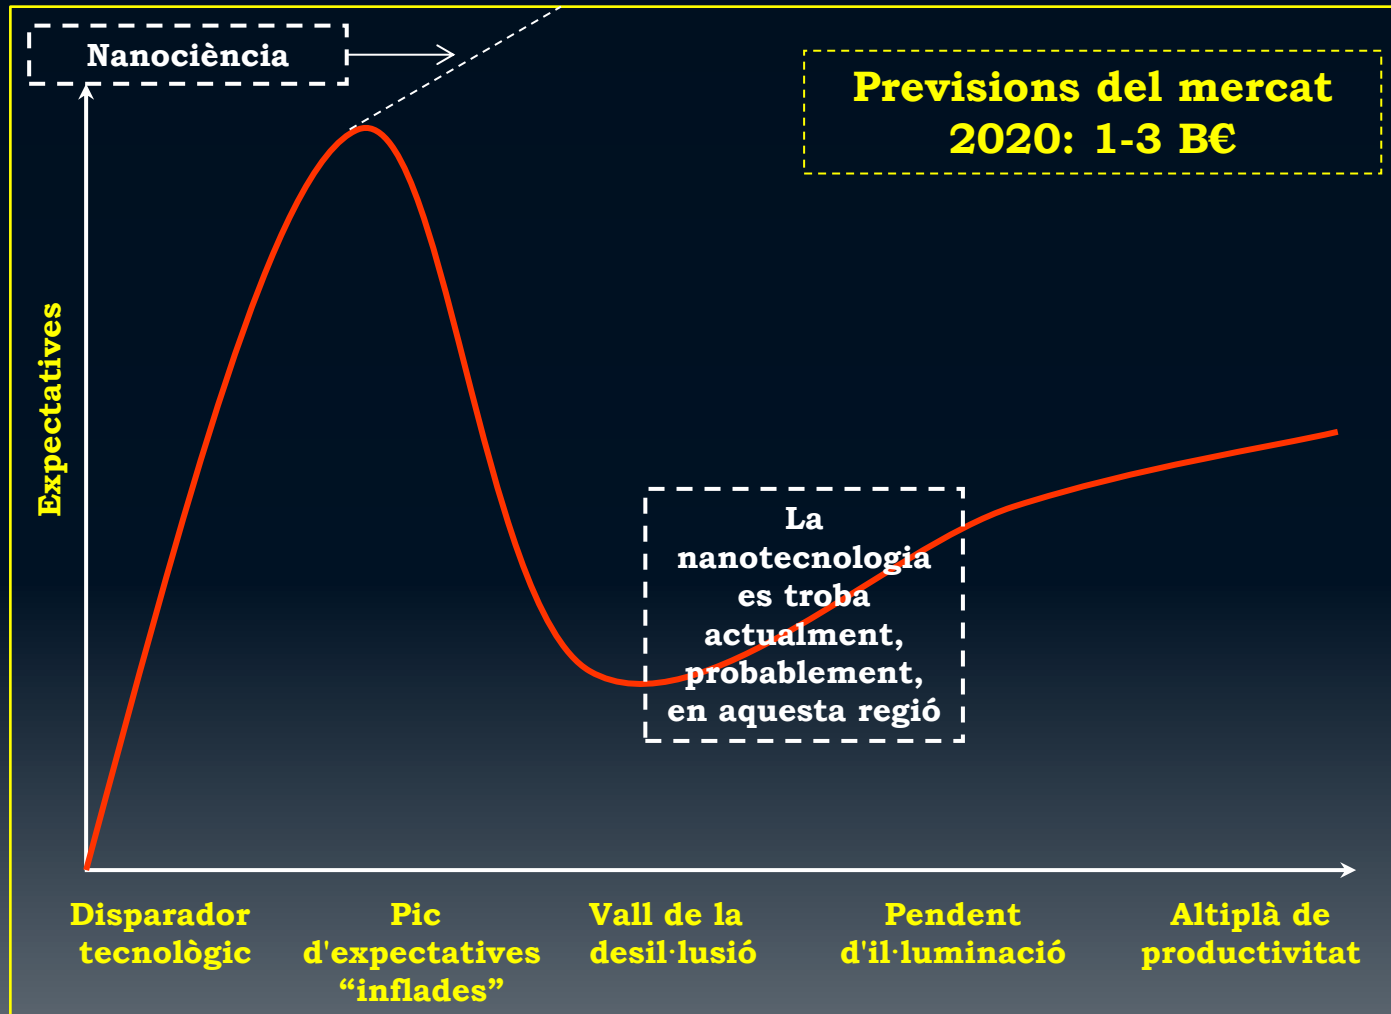 Nanociència
Previsions del mercat
2020: 1-3 B€
Expectatives
La
nanotecnologia
es troba
actualment,
probablement,
en aquesta regió
Disparador
tecnològic
Pic
d'expectatives
“inflades”
Vall de la
desil·lusió
Pendent
d'il·luminació
Altiplà de
productivitat